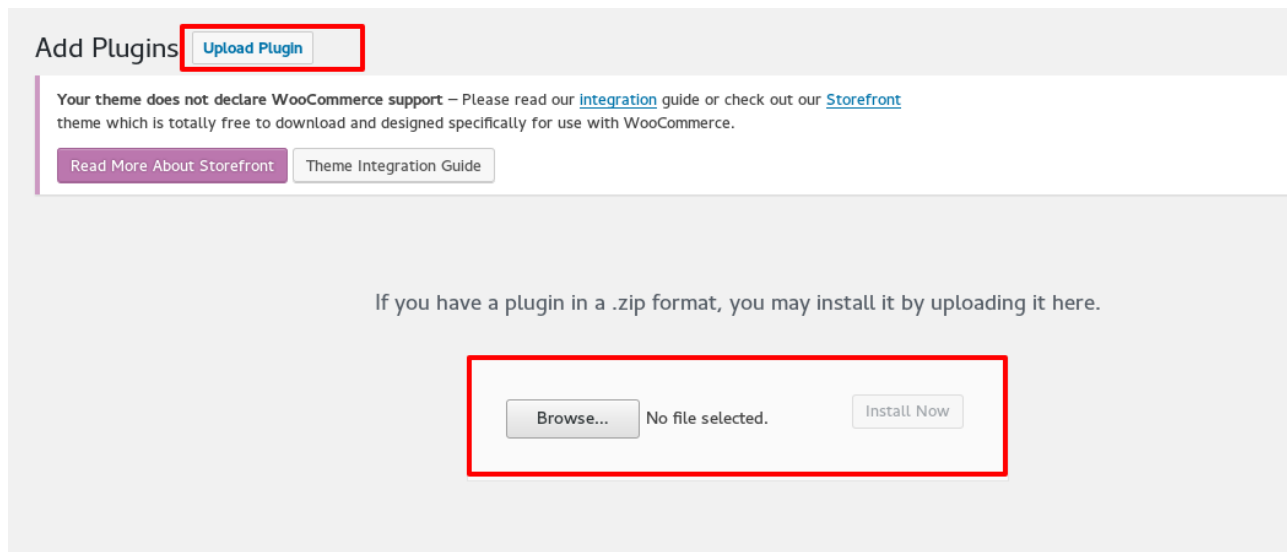 Add Plugins Upload Plugin
Your theme does not declare WooCommerce support – Please read our integration guide or check out our Storefront
theme which is totally free to download and designed specifically for use with WooCommerce.
Read More About Storefront Theme Integration Guide
If you have a plugin in a .zip format, you may install it by uploading it here.
Browse... No file selected. Install Now